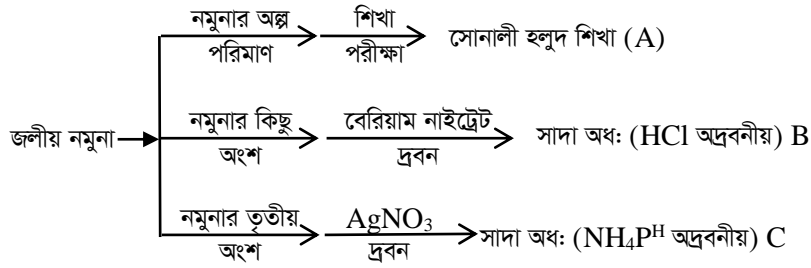 নমুনার অল্প পরিমাণ
শিখা পরীক্ষা
সোনালী হলুদ শিখা (A)
জলীয় নমুনা
নমুনার কিছু অংশ
বেরিয়াম নাইট্রেট দ্রবন
সাদা অধ: (HCl অদ্রবনীয়) B
নমুনার তৃতীয় অংশ
AgNO₃ দ্রবন
সাদা অধ: (NH₄Pᴴ অদ্রবনীয়) C